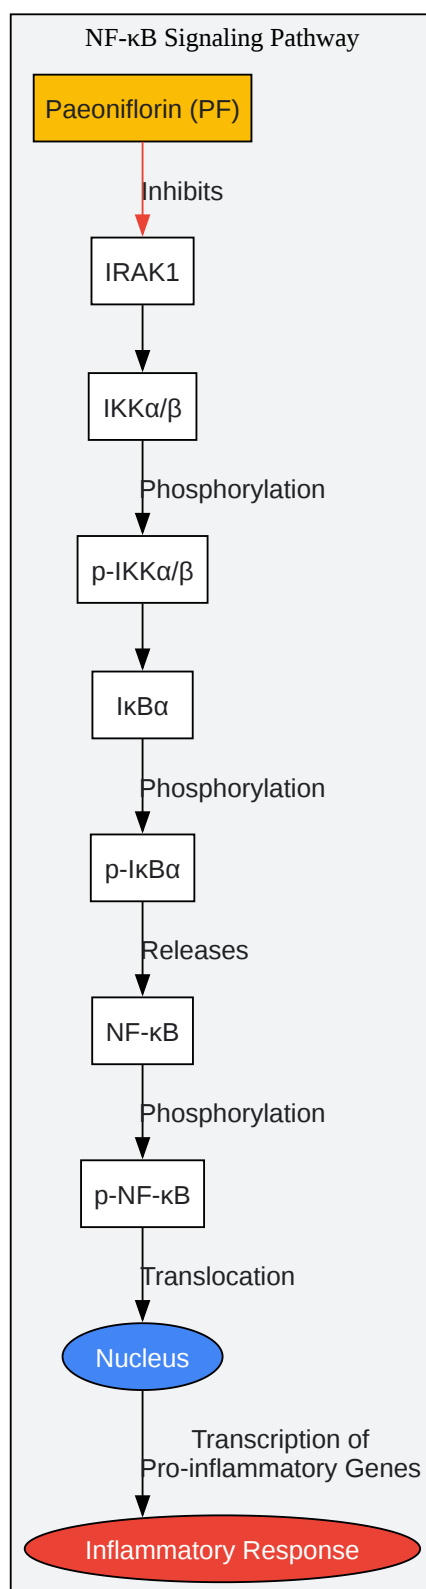 NF-κB Signaling Pathway
Paeoniflorin (PF)
Inhibits
IRAK1
IKKα/β
Phosphorylation
p-IKKα/β
IκBα
Phosphorylation
p-IκBα
Releases
NF-κB
Phosphorylation
p-NF-κB
Translocation
Nucleus
Transcription of
Pro-inflammatory Genes
Inflammatory Response